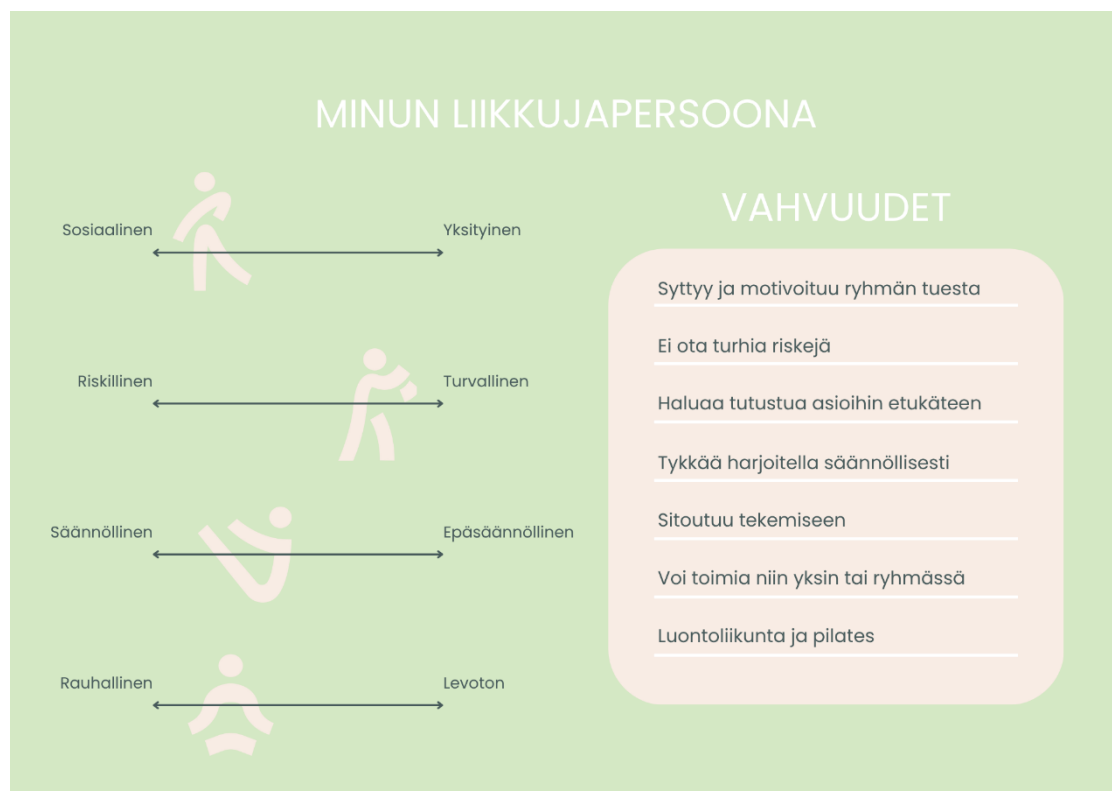 MINUN LIIKKUJAPERSOONA
Sosiaalinen
Yksityinen
Riskillinen
Turvallinen
Säännöllinen
Epäsäännöllinen
Rauhallinen
Levoton
VAHVUUDET
Syttyy ja motivoituu ryhmän tuesta
Ei ota turhia riskejä
Haluaa tutustua asioihin etukäteen
Tykkää harjoitella säännöllisesti
Sitoutuu tekemiseen
Voi toimia niin yksin tai ryhmässä
Luontoliikunta ja pilates